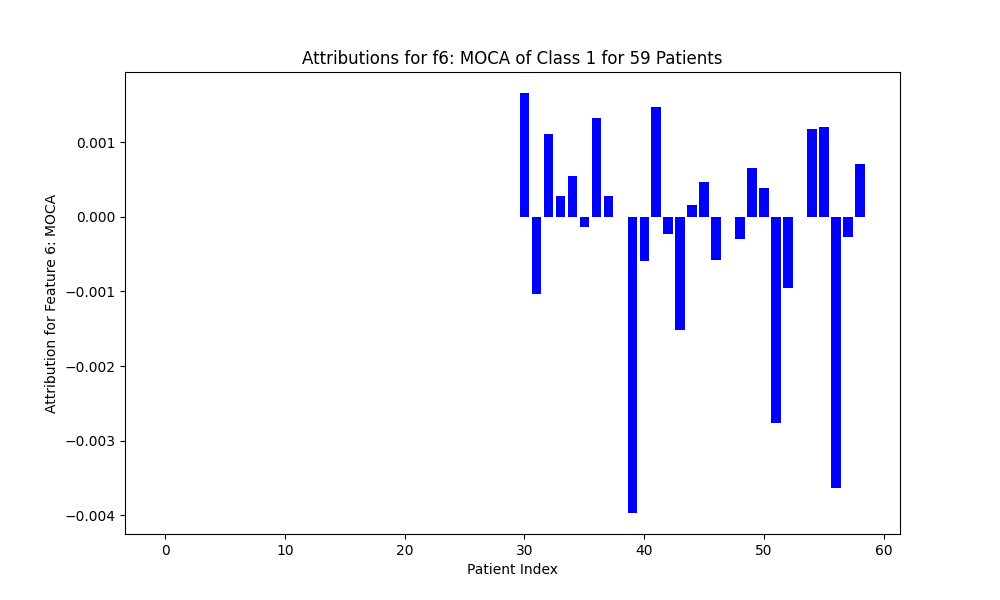 Attributions for f6: MOCA of Class 1 for 59 Patients
Attribution for Feature 6: MOCA
0.001
0.000
−0.001
−0.002
−0.003
−0.004
0 10 20 30 40 50 60
Patient Index